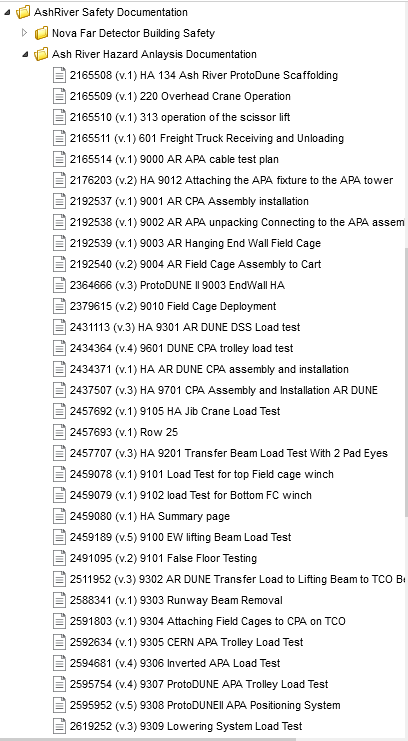 AshRiver Safety Documentation
Nova Far Detector Building Safety
Ash River Hazard Anlaysis Documentation
2165508 (v.1) HA 134 Ash River ProtoDune Scaffolding
2165509 (v.1) 220 Overhead Crane Operation
2165510 (v.1) 313 operation of the scissor lift
2165511 (v.1) 601 Freight Truck Receiving and Unloading
2165514 (v.1) 9000 AR APA cable test plan
2176203 (v.2) HA 9012 Attaching the APA fixture to the APA tower
2192537 (v.1) 9001 AR CPA Assembly installation
2192538 (v.1) 9002 AR APA unpacking Connecting to the APA assem
2192539 (v.1) 9003 AR Hanging End Wall Field Cage
2192540 (v.2) 9004 AR Field Cage Assembly to Cart
2364666 (v.3) ProtoDUNE II 9003 EndWall HA
2379615 (v.2) 9010 Field Cage Deployment
2431113 (v.3) HA 9301 AR DUNE DSS Load test
2434364 (v.4) 9601 DUNE CPA trolley load test
2434371 (v.1) HA AR DUNE CPA assembly and installation
2437507 (v.3) HA 9701 CPA Assembly and Installation AR DUNE
2457692 (v.1) 9105 HA Jib Crane Load Test
2457693 (v.1) Row 25
2457707 (v.3) HA 9201 Transfer Beam Load Test With 2 Pad Eyes
2459078 (v.1) 9101 Load Test for top Field cage winch
2459079 (v.1) 9102 load Test for Bottom FC winch
2459080 (v.1) HA Summary page
2459189 (v.5) 9100 EW lifting Beam Load Test
2491095 (v.2) 9101 False Floor Testing
2511952 (v.3) 9302 AR DUNE Transfer Load to Lifting Beam to TCO Be
2588341 (v.1) 9303 Runway Beam Removal
2591803 (v.1) 9304 Attaching Field Cages to CPA on TCO
2592634 (v.1) 9305 CERN APA Trolley Load Test
2594681 (v.4) 9306 Inverted APA Load Test
2595754 (v.4) 9307 ProtoDUNE APA Trolley Load Test
2595952 (v.5) 9308 ProtoDUNEII APA Positioning System
2619252 (v.3) 9309 Lowering System Load Test